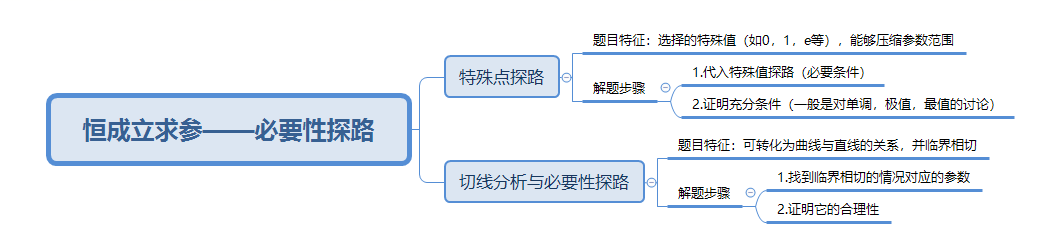 恒成立求参——必要性探路
特殊点探路
题目特征：选择的特殊值（如0，1，e等），能够压缩参数范围
解题步骤
1.代入特殊值探路（必要条件）
2.证明充分条件（一般是对单调，极值，最值的讨论）
切线分析与必要性探路
题目特征：可转化为曲线与直线的关系，并临界相切
解题步骤
1.找到临界相切的情况对应的参数
2.证明它的合理性